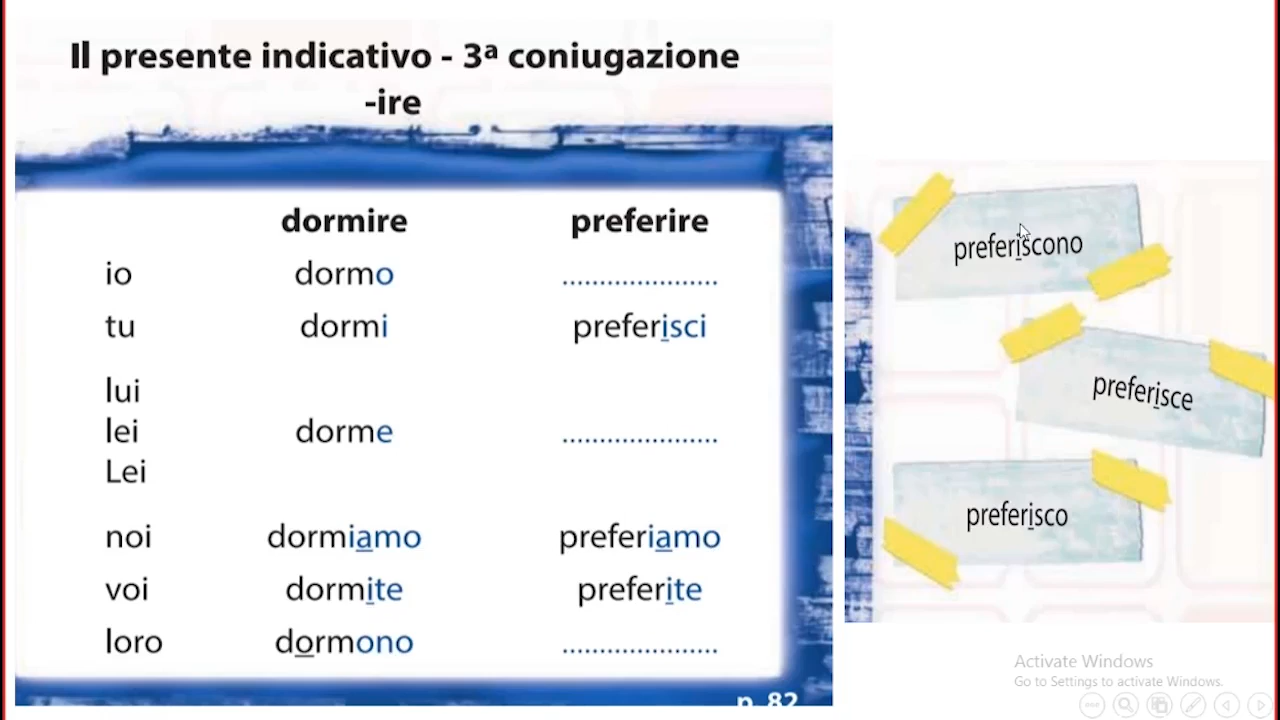 Il presente indicativo - 3ª coniugazione
-ire
dormire preferire
io dormo .....................
tu dormi preferisci
lui
lei dorme .....................
Lei
noi dormiamo preferiamo
voi dormite preferite
loro dormono .....................
p. 82
preferiscono
preferisce
preferisco
Activate Windows
Go to Settings to activate Windows.